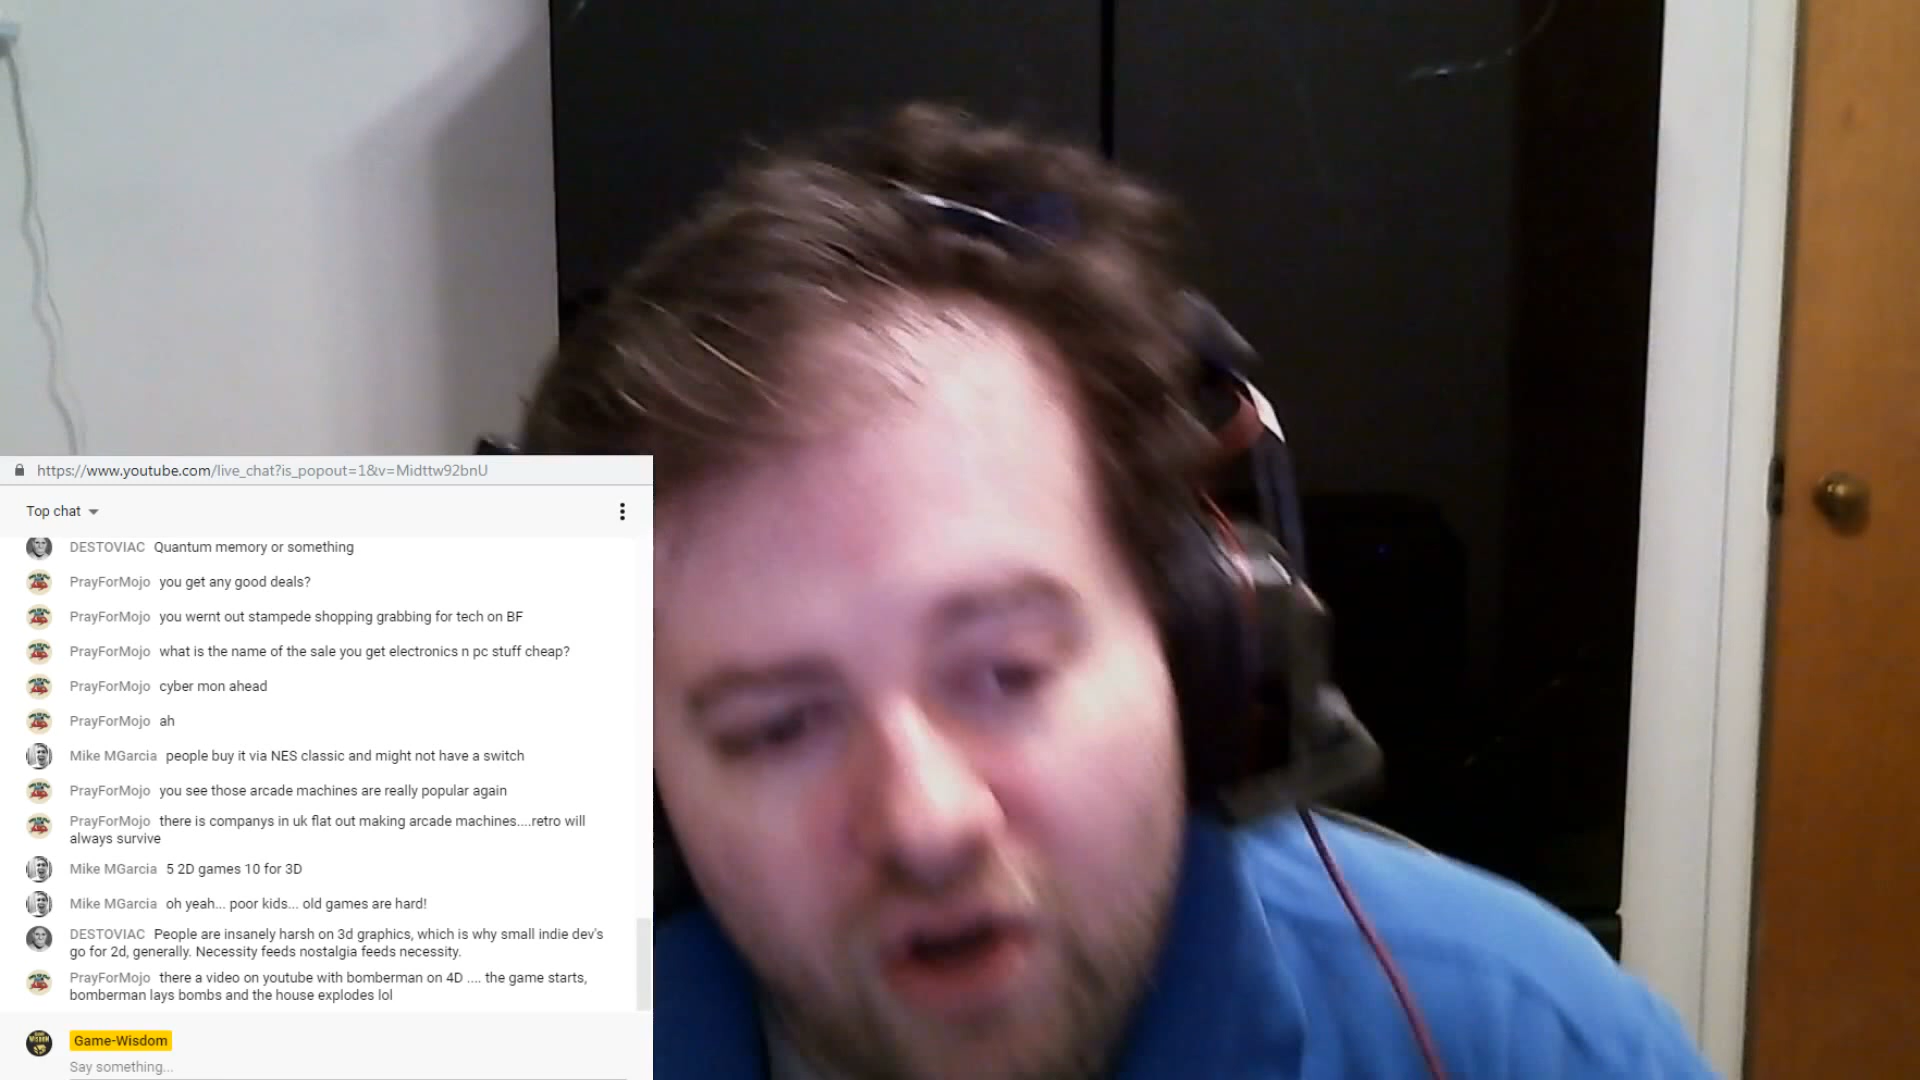 https://www.youtube.com/live_chat?is_popout=1&v=Midttw92bnU
Top chat
DESTOVIAC Quantum memory or something
PrayForMojo you get any good deals?
PrayForMojo you wernt out stampede shopping grabbing for tech on BF
PrayForMojo what is the name of the sale you get electronics n pc stuff cheap?
PrayForMojo cyber mon ahead
PrayForMojo ah
Mike MGarcia people buy it via NES classic and might not have a switch
PrayForMojo you see those arcade machines are really popular again
PrayForMojo there is companys in uk flat out making arcade machines....retro will
always survive
Mike MGarcia 5 2D games 10 for 3D
Mike MGarcia oh yeah... poor kids... old games are hard!
DESTOVIAC People are insanely harsh on 3d graphics, which is why small indie dev's
go for 2d, generally. Necessity feeds nostalgia feeds necessity.
PrayForMojo there a video on youtube with bomberman on 4D .... the game starts,
bomberman lays bombs and the house explodes lol
Game-Wisdom
Say something...